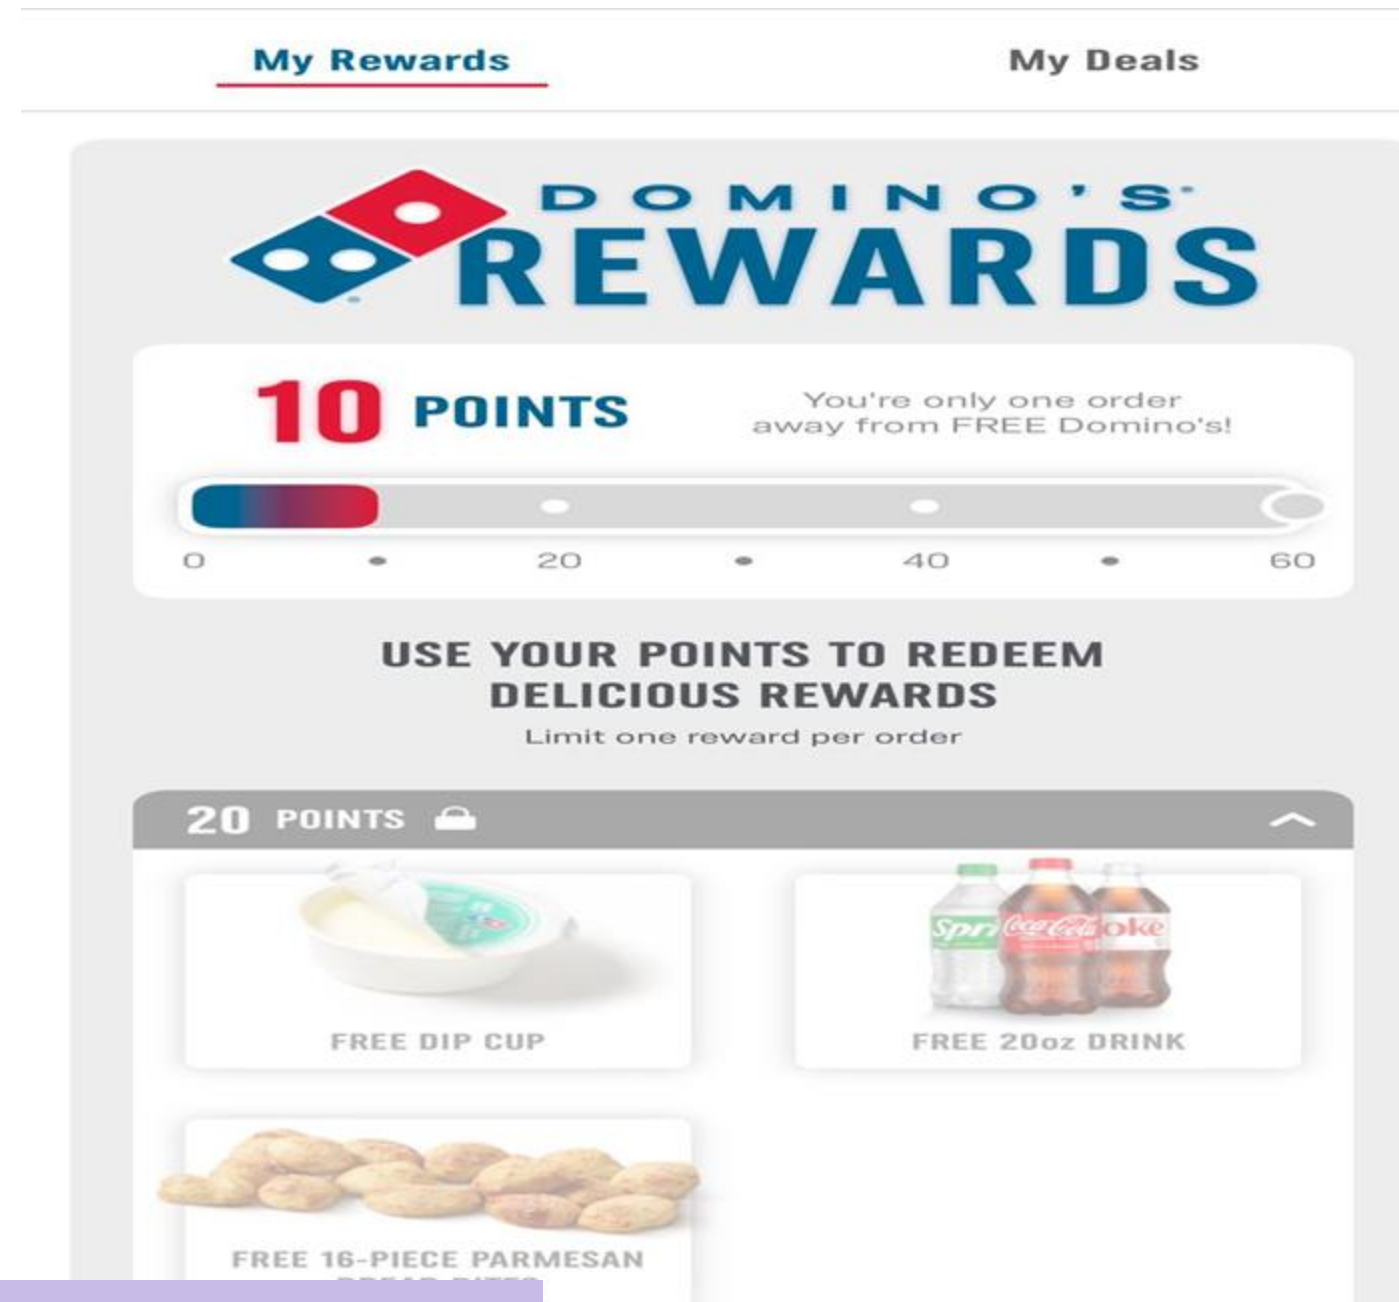 My Rewards
My Deals
DOMINO'S
REWARDS
10 POINTS
You're only one order
away from FREE Domino's!
0 • 20 • 40 • 60
USE YOUR POINTS TO REDEEM
DELICIOUS REWARDS
Limit one reward per order
20 POINTS
Spri Coca-Cola oke
FREE DIP CUP
FREE 20oz DRINK
FREE 16-PIECE PARMESAN